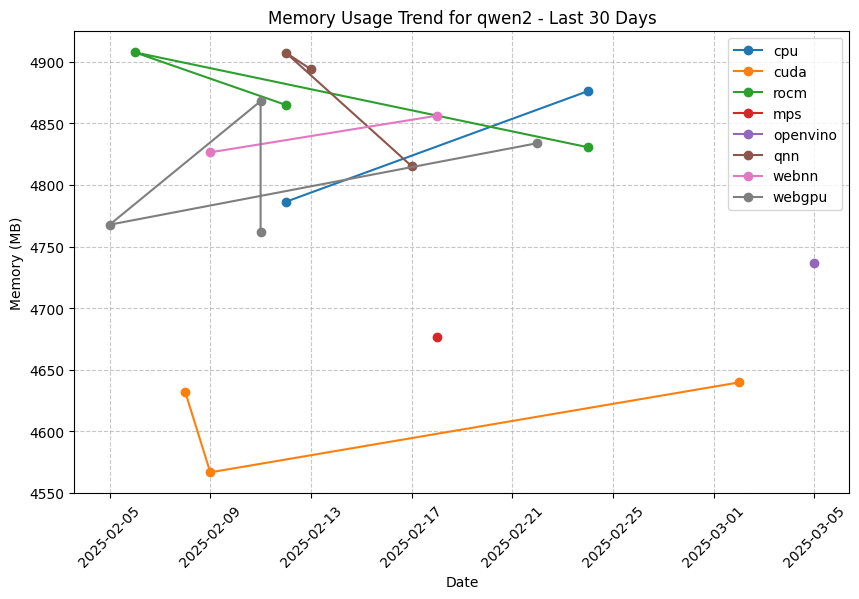 Memory Usage Trend for qwen2 - Last 30 Days
Memory (MB)
4900
4850
4800
4750
4700
4650
4600
4550
cpu
cuda
rocm
mps
openvino
qnn
webnn
webgpu
2025-02-05
2025-02-09
2025-02-13
2025-02-17
2025-02-21
2025-02-25
2025-03-01
2025-03-05
Date